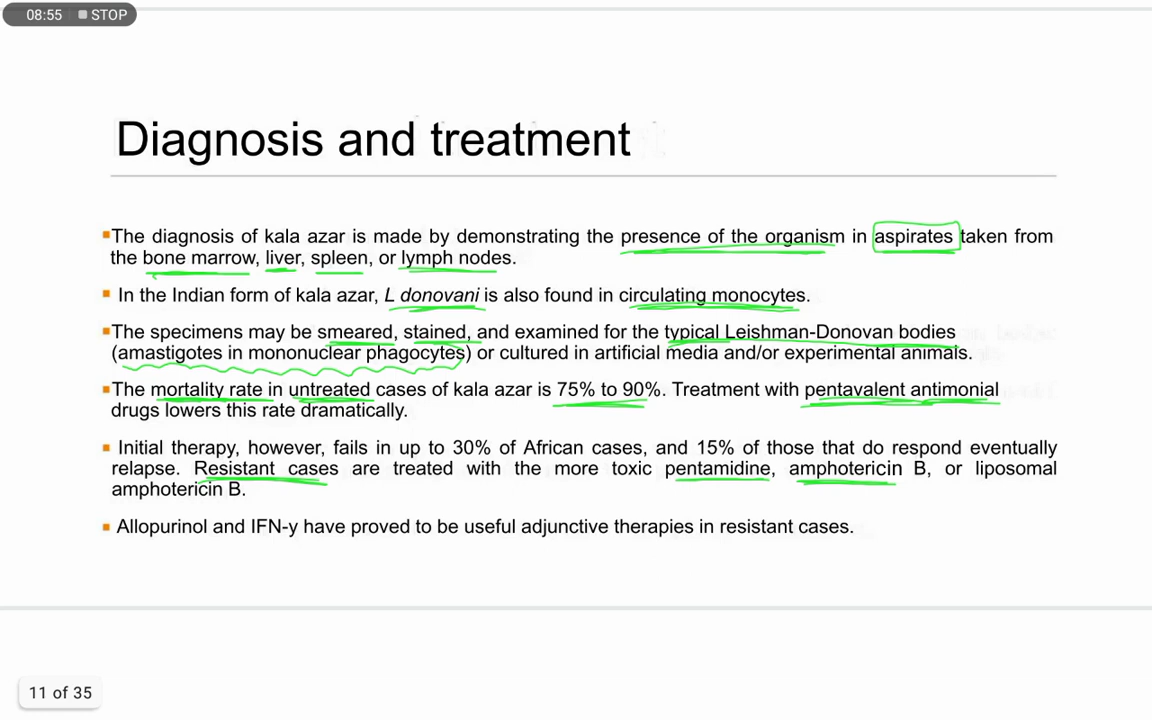 08:55 STOP
Diagnosis and treatment
▪The diagnosis of kala azar is made by demonstrating the presence of the organism in aspirates taken from
the bone marrow, liver, spleen, or lymph nodes.
▪ In the Indian form of kala azar, L donovani is also found in circulating monocytes.
▪The specimens may be smeared, stained, and examined for the typical Leishman-Donovan bodies
(amastigotes in mononuclear phagocytes) or cultured in artificial media and/or experimental animals.
▪The mortality rate in untreated cases of kala azar is 75% to 90%. Treatment with pentavalent antimonial
drugs lowers this rate dramatically.
▪ Initial therapy, however, fails in up to 30% of African cases, and 15% of those that do respond eventually
relapse. Resistant cases are treated with the more toxic pentamidine, amphotericin B, or liposomal
amphotericin B.
▪ Allopurinol and IFN-y have proved to be useful adjunctive therapies in resistant cases.
11 of 35